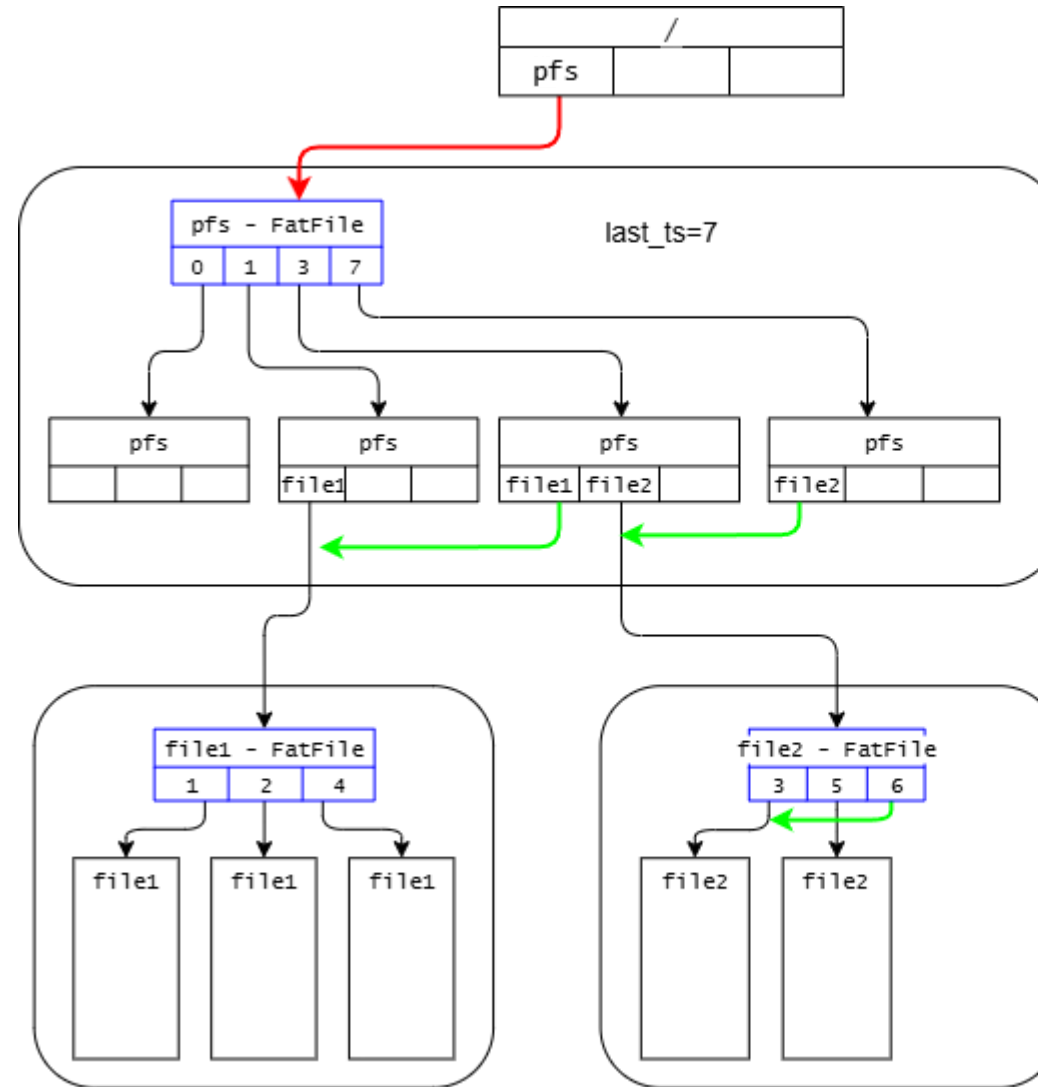 /
pfs
pfs - FatFile
last_ts=7
0 1 3 7
pfs pfs pfs pfs
file1 file1 file2 file2
file1 - FatFile file2 - FatFile
1 2 4 3 5 6
file1 file1 file1 file2 file2